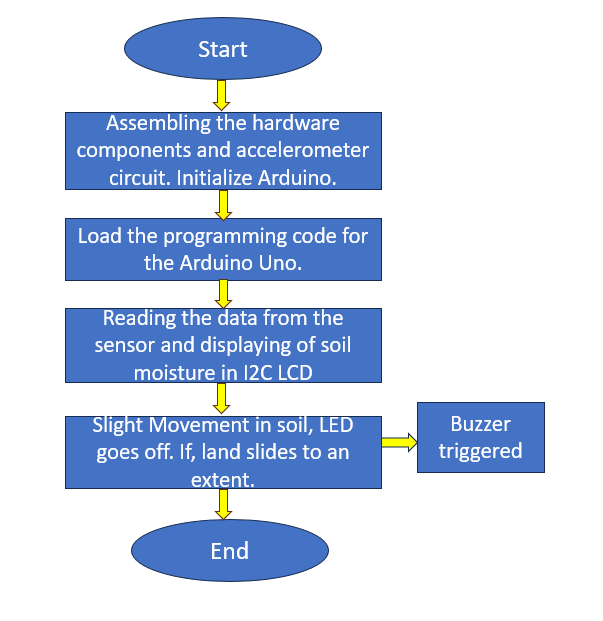 Start
Assembling the hardware
components and accelerometer
circuit. Initialize Arduino.
Load the programming code for
the Arduino Uno.
Reading the data from the
sensor and displaying of soil
moisture in I2C LCD
Slight Movement in soil, LED
goes off. If, land slides to an
extent.
Buzzer
triggered
End